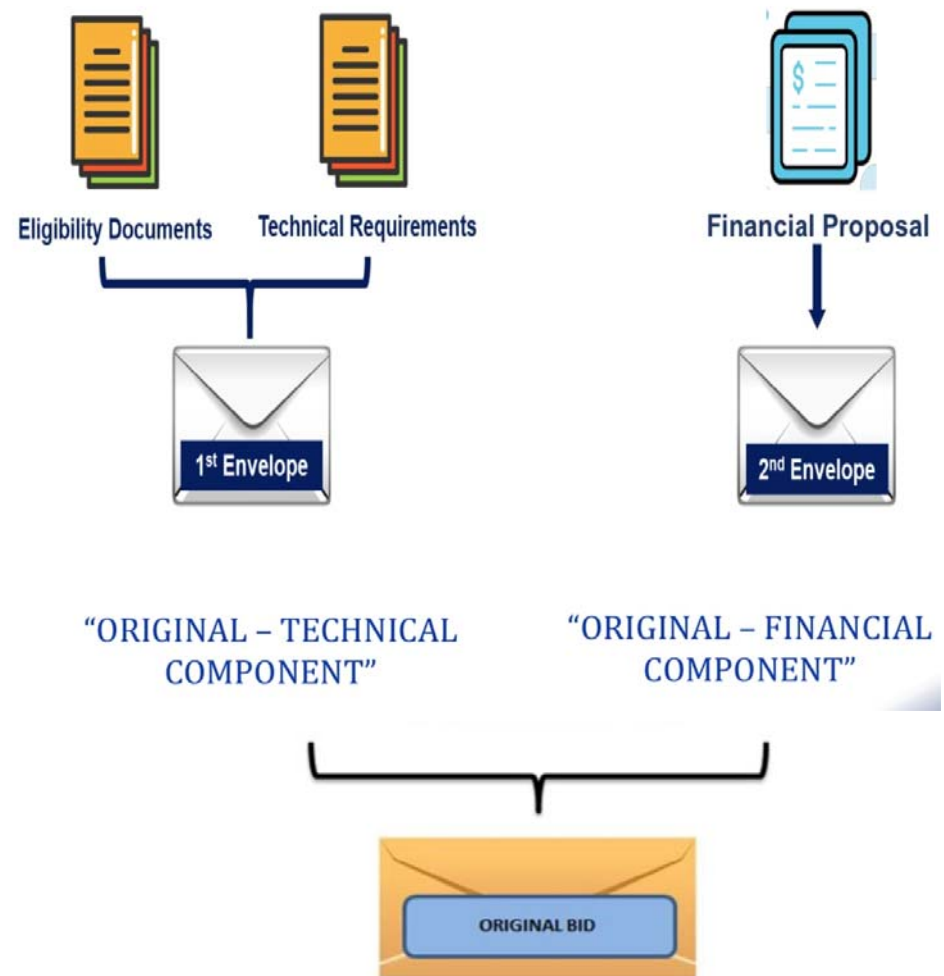 Eligibility Documents
Technical Requirements
$
Financial Proposal
1st Envelope
2nd Envelope
“ORIGINAL – TECHNICAL
COMPONENT”
“ORIGINAL – FINANCIAL
COMPONENT”
ORIGINAL BID